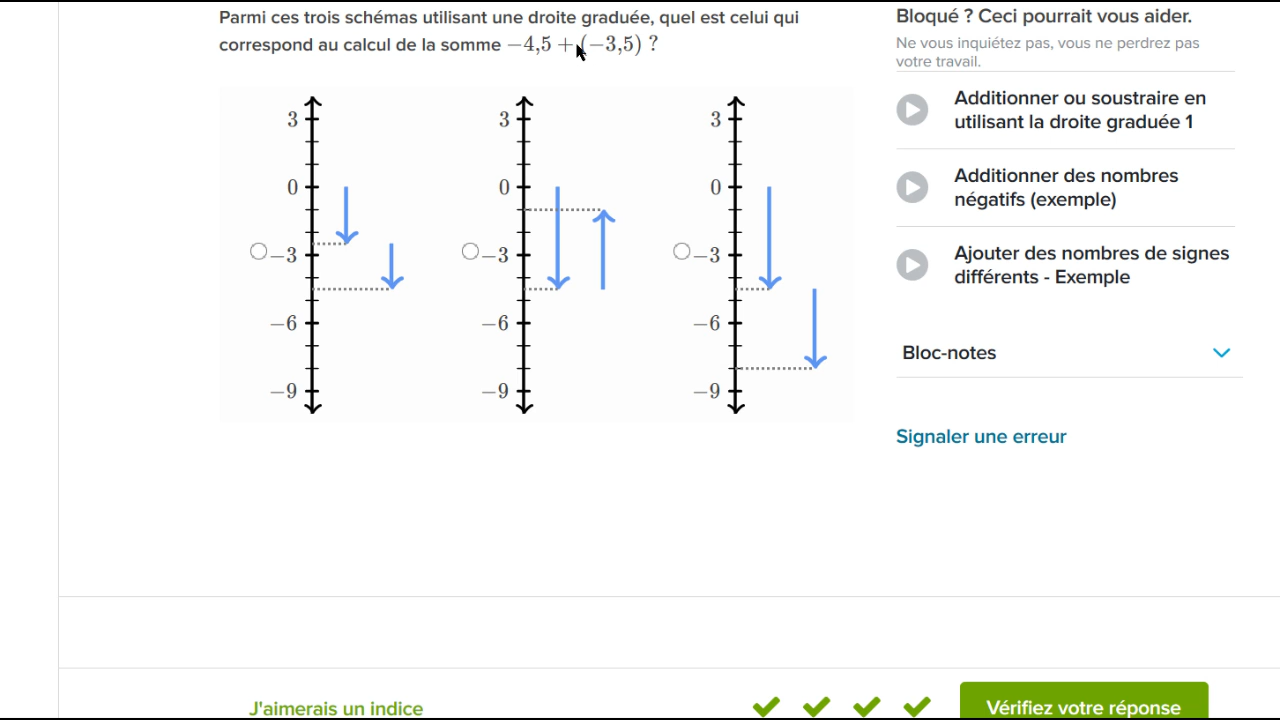 Parmi ces trois schémas utilisant une droite graduée, quel est celui qui
correspond au calcul de la somme −4,5 + (−3,5) ?
3
0
−3
−6
−9
3
0
−3
−6
−9
3
0
−3
−6
−9
Bloqué ? Ceci pourrait vous aider.
Ne vous inquiétez pas, vous ne perdrez pas
votre travail.
Additionner ou soustraire en
utilisant la droite graduée 1
Additionner des nombres
négatifs (exemple)
Ajouter des nombres de signes
différents - Exemple
Bloc-notes
Signaler une erreur
J'aimerais un indice
Vérifiez votre réponse